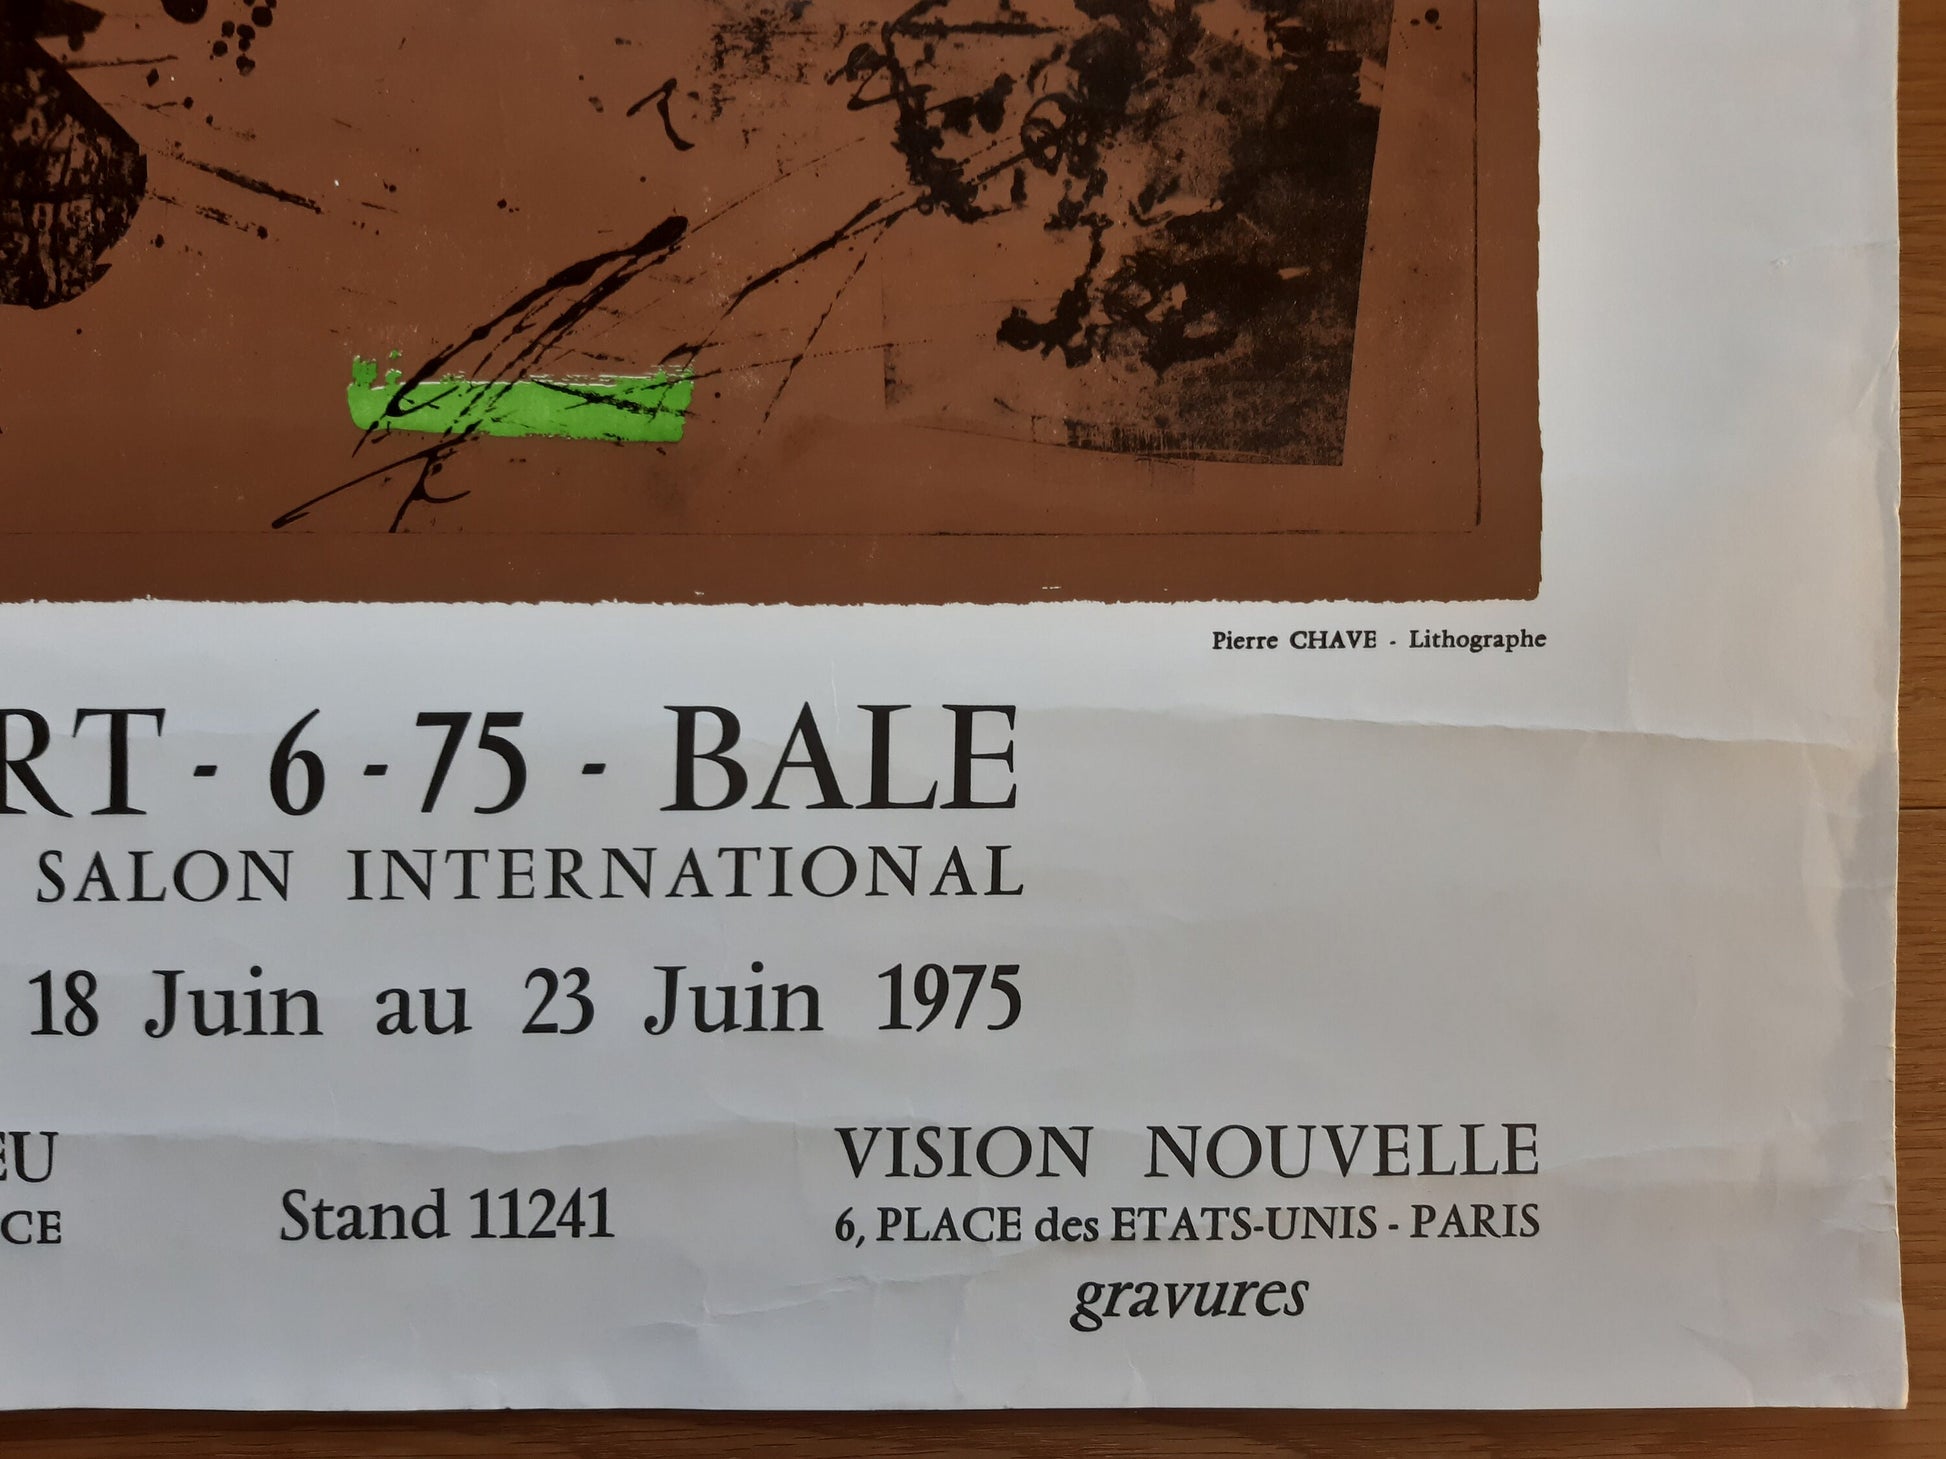 Pierre CHAVE - Lithographe
RT - 6 - 75 - BALE
SALON INTERNATIONAL
18 Juin au 23 Juin 1975
EU
CE
Stand 11241
VISION NOUVELLE
6, PLACE des ETATS-UNIS - PARIS
gravures